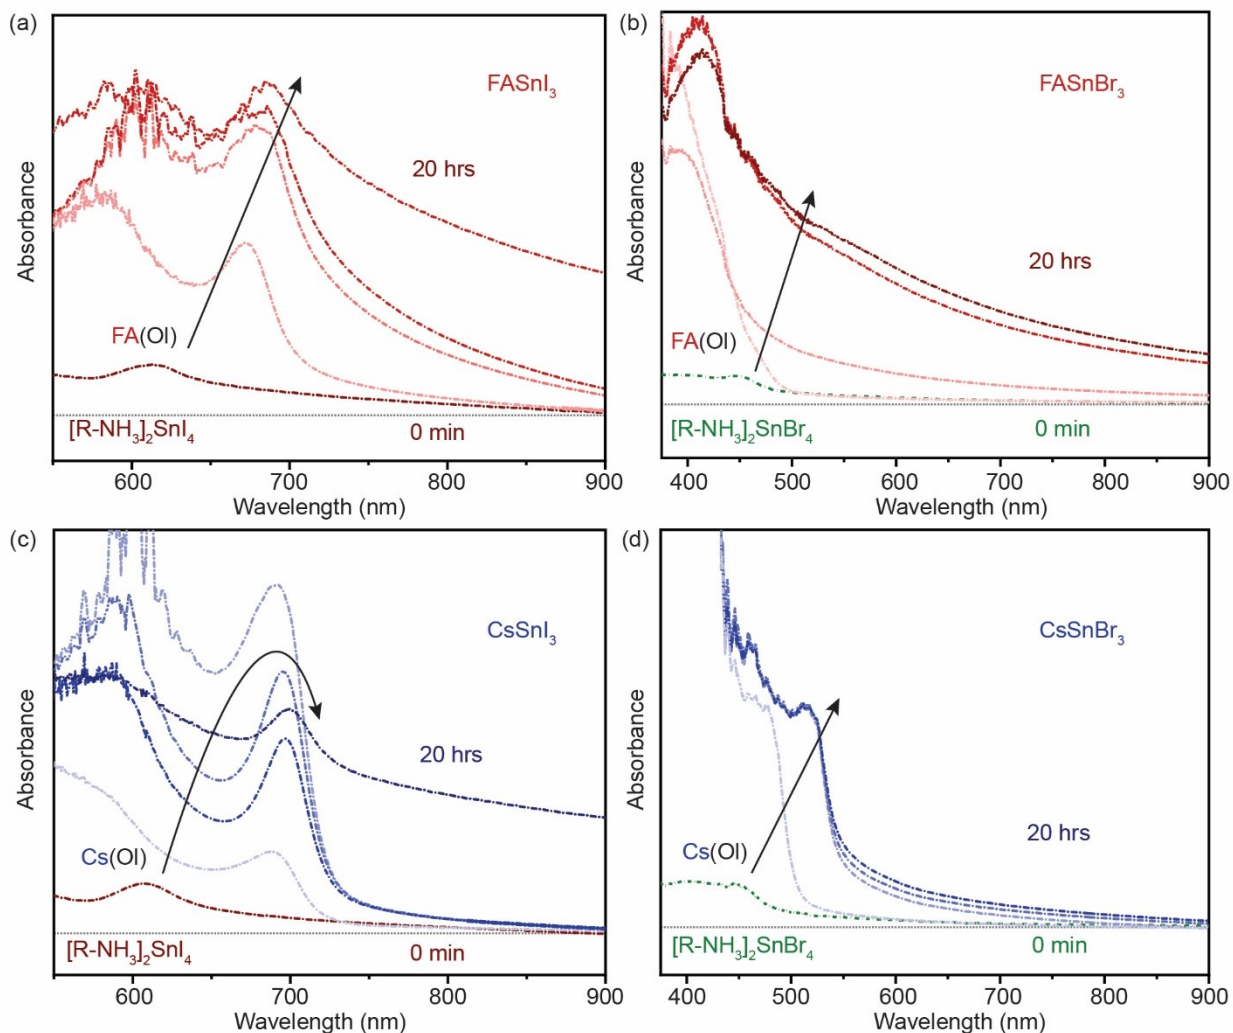 (a)
FASnI₃
20 hrs
FA(Ol)
[R-NH₃]₂SnI₄
0 min
Absorbance
600 700 800 900
Wavelength (nm)
(b)
FASnBr₃
20 hrs
FA(Ol)
[R-NH₃]₂SnBr₄
0 min
Absorbance
400 500 600 700 800 900
Wavelength (nm)
(c)
CsSnI₃
20 hrs
Cs(Ol)
[R-NH₃]₂SnI₄
0 min
Absorbance
600 700 800 900
Wavelength (nm)
(d)
CsSnBr₃
20 hrs
Cs(Ol)
[R-NH₃]₂SnBr₄
0 min
Absorbance
400 500 600 700 800 900
Wavelength (nm)